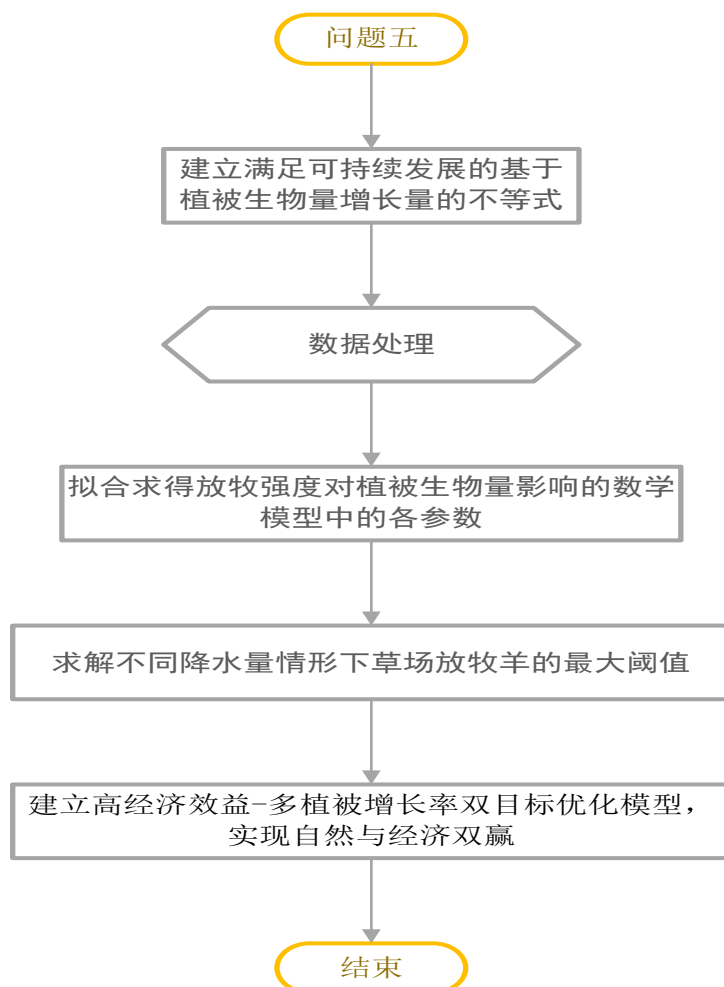 问题五
建立满足可持续发展的基于
植被生物量增长量的不等式
数据处理
拟合求得放牧强度对植被生物量影响的数学
模型中的各参数
求解不同降水量情形下草场放牧羊的最大阈值
建立高经济效益-多植被增长率双目标优化模型，
实现自然与经济双赢
结束